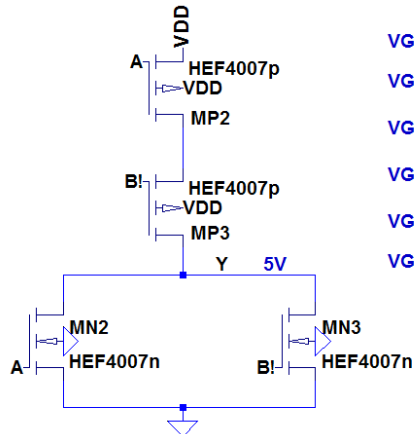 VDD
VG
A
HEF4007p
VDD
VG
MP2
VG
B!
HEF4007p
VG
VDD
MP3
VG
Y 5V
VG
MN2
MN3
HEF4007n
HEF4007n
A
B!